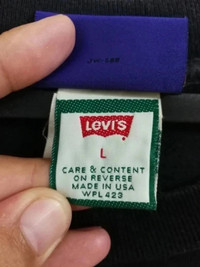 Levi's
L
CARE & CONTENT
ON REVERSE
MADE IN USA
WPL 423